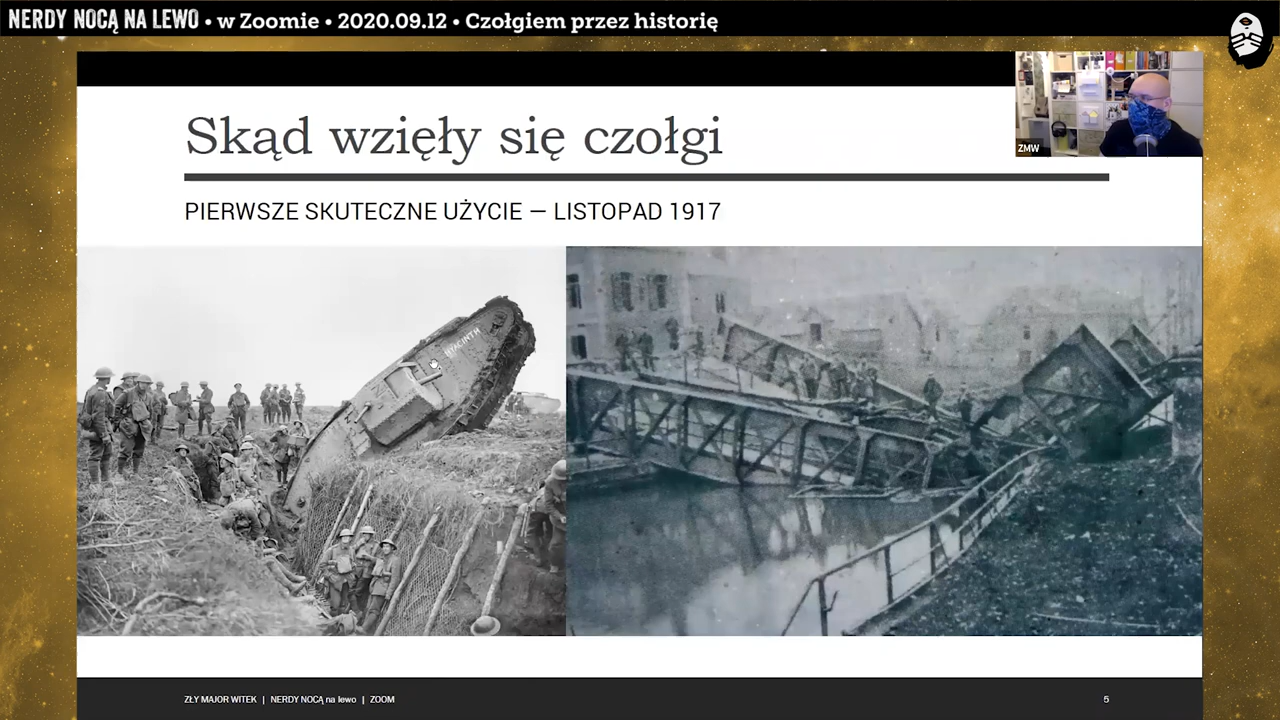 NERDY NOCĄ NA LEWO • w Zoomie • 2020.09.12 • Czołgiem przez historię
ZMW
Skąd wzięły się czołgi
PIERWSZE SKUTECZNE UŻYCIE — LISTOPAD 1917
HYACINTH
ZŁY MAJOR WITEK | NERDY NOCĄ na lewo | ZOOM
5